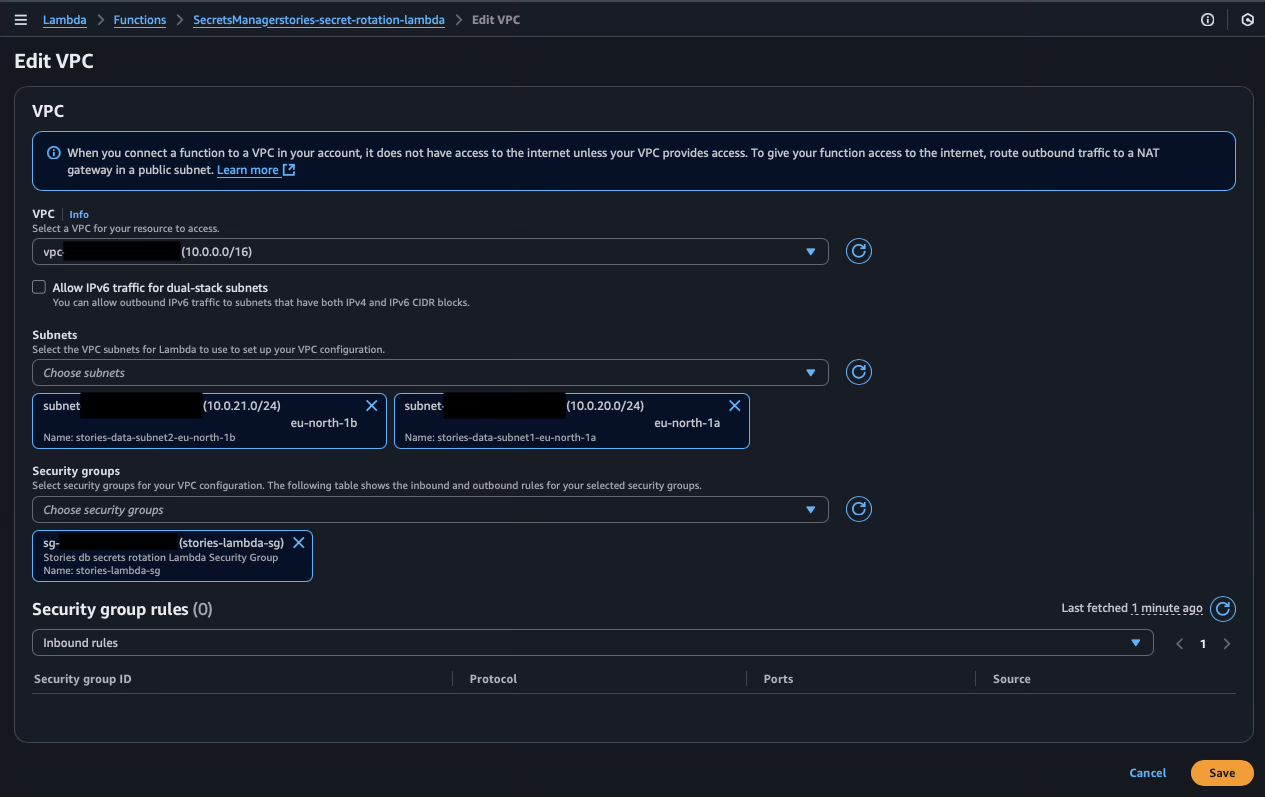 Lambda > Functions > SecretsManagerstories-secret-rotation-lambda > Edit VPC
Edit VPC
VPC
When you connect a function to a VPC in your account, it does not have access to the internet unless your VPC provides access. To give your function access to the internet, route outbound traffic to a NAT
gateway in a public subnet. Learn more
VPC | Info
Select a VPC for your resource to access.
vpc- (10.0.0.0/16)
Allow IPv6 traffic for dual-stack subnets
You can allow outbound IPv6 traffic to subnets that have both IPv4 and IPv6 CIDR blocks.
Subnets
Select the VPC subnets for Lambda to use to set up your VPC configuration.
Choose subnets
subnet (10.0.21.0/24)
eu-north-1b
Name: stories-data-subnet2-eu-north-1b
subnet- (10.0.20.0/24)
eu-north-1a
Name: stories-data-subnet1-eu-north-1a
Security groups
Select security groups for your VPC configuration. The following table shows the inbound and outbound rules for your selected security groups.
Choose security groups
sg- (stories-lambda-sg)
Stories db secrets rotation Lambda Security Group
Name: stories-lambda-sg
Security group rules (0)
Last fetched 1 minute ago
Inbound rules
1
Security group ID
Protocol
Ports
Source
Cancel
Save